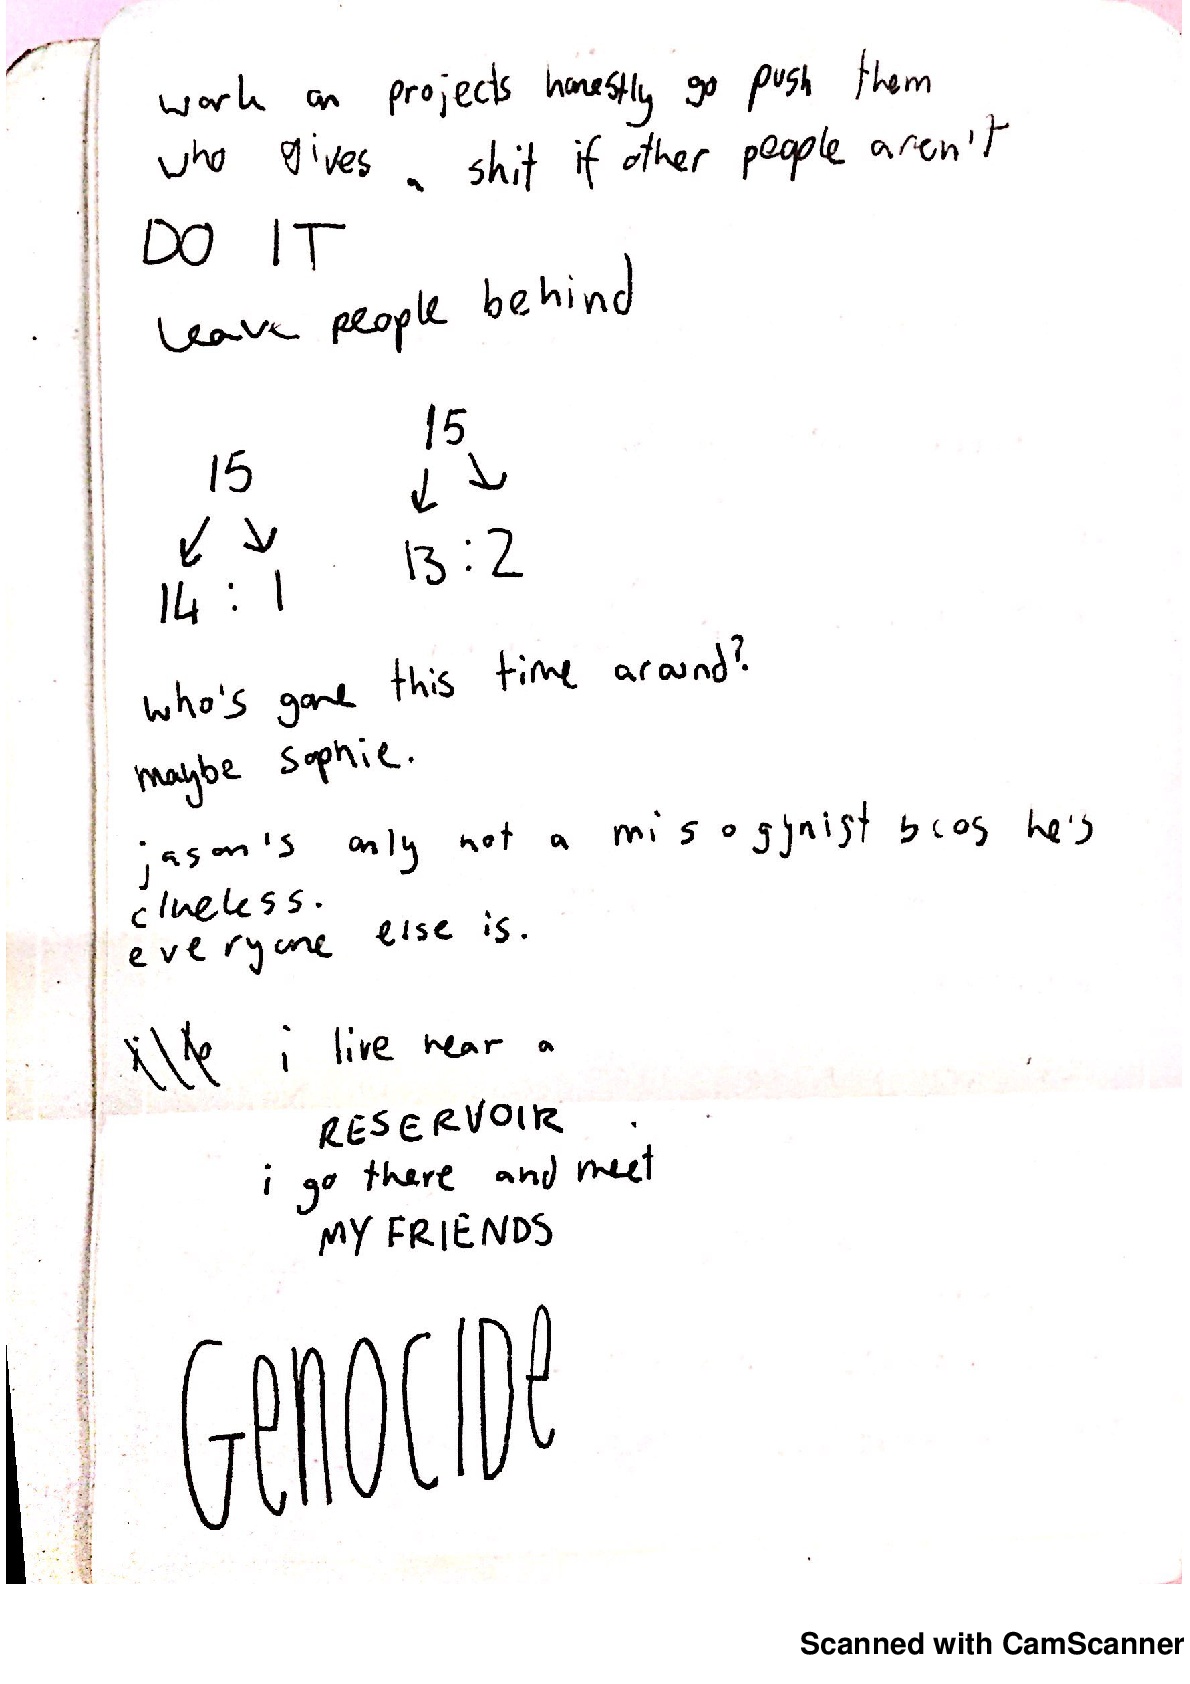 work on projects honestly go push them
who gives a shit if other people aren't
DO IT
leave people behind
15
14 : 1
15
13 : 2
who's gone this time around?
maybe sophie.
jason's only not a misogynist bcos he's
clueless.
everyone else is.
i live near a
RESERVOIR
i go there and meet
MY FRIENDS
GenocIDe
Scanned with CamScanner